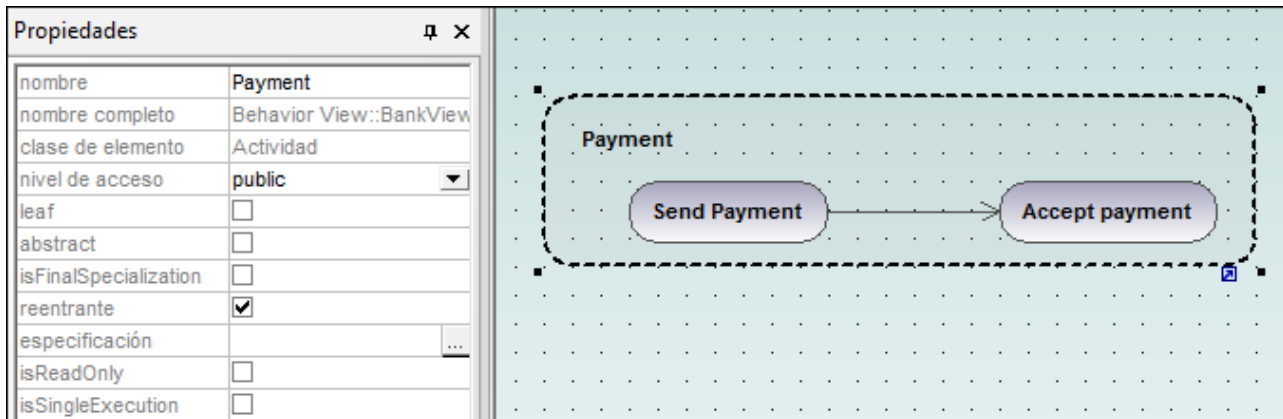 Propiedades
nombre Payment
nombre completo Behavior View::BankView
clase de elemento Actividad
nivel de acceso public
leaf
abstract
isFinalSpecialization
reentrante
especificación ...
isReadOnly
isSingleExecution
Payment
Send Payment Accept payment